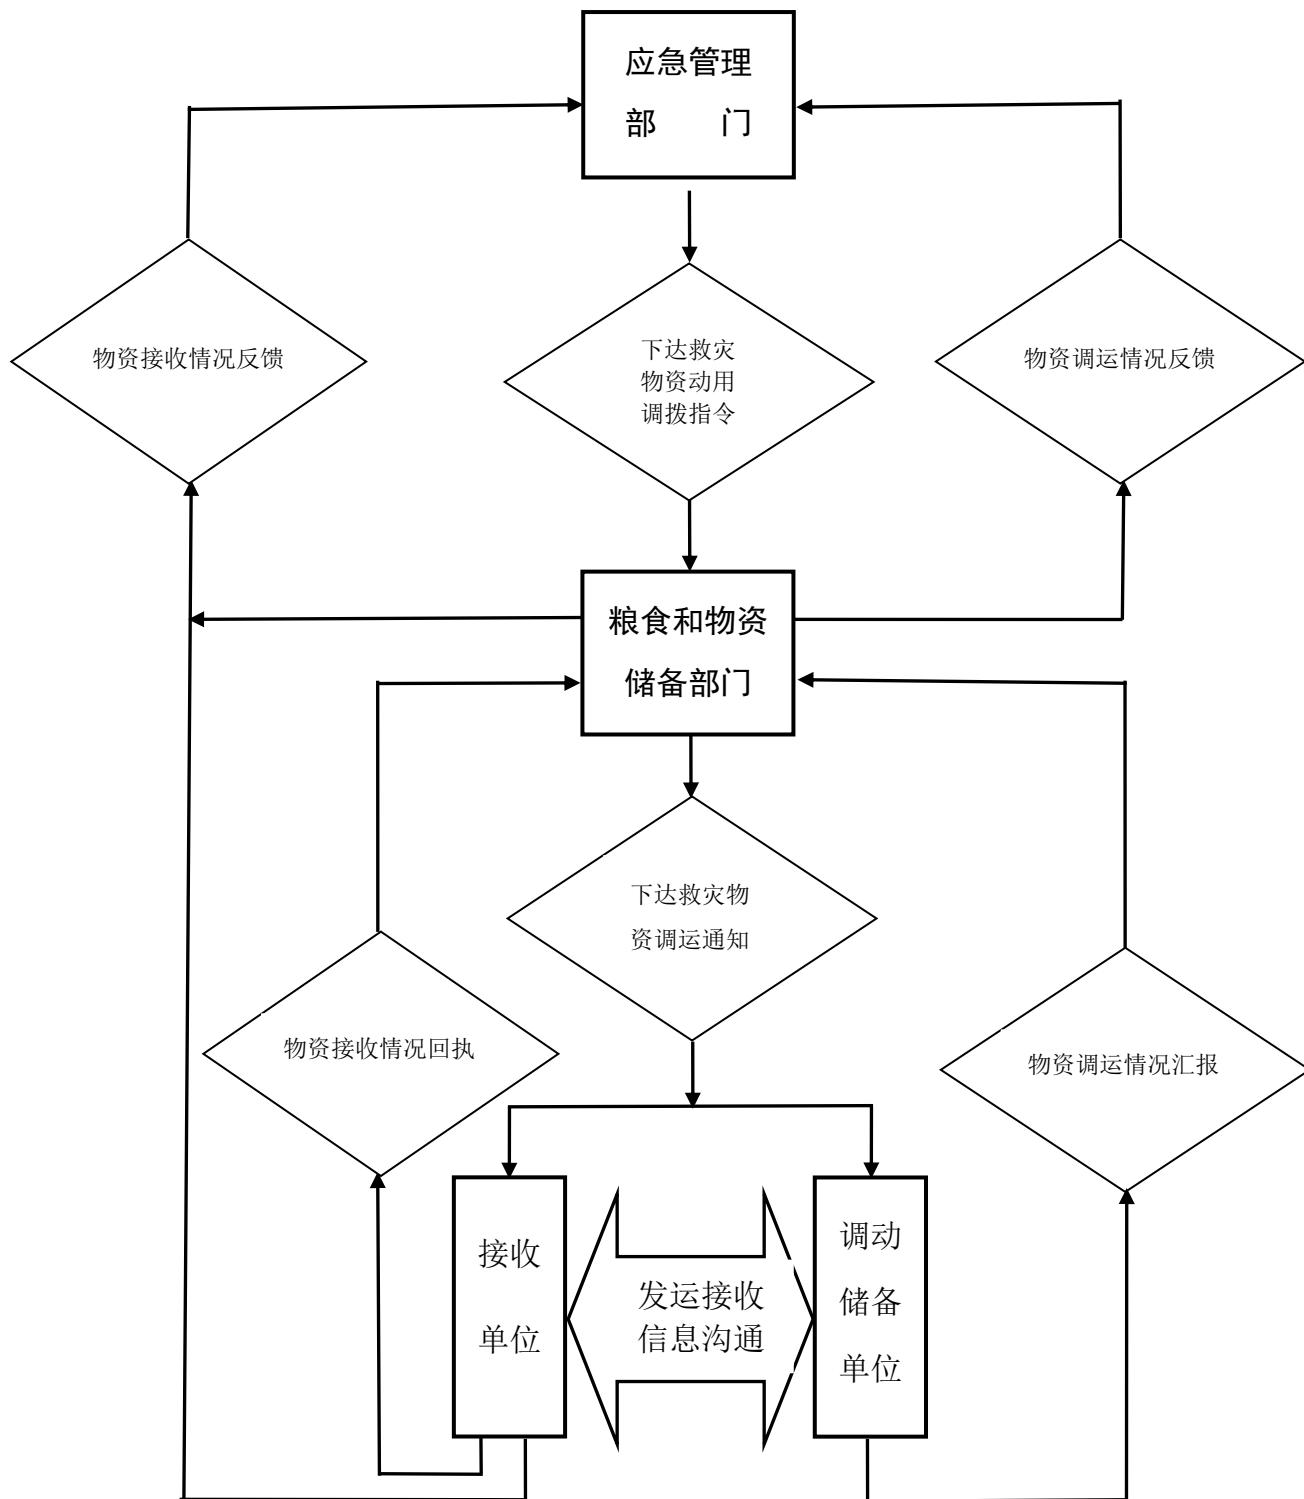 应急管理
部 门
物资接收情况反馈
下达救灾
物资动用
调拨指令
物资调运情况反馈
粮食和物资
储备部门
下达救灾物
资调运通知
物资接收情况回执
物资调运情况汇报
接收
单位
发运接收
信息沟通
调动
储备
单位